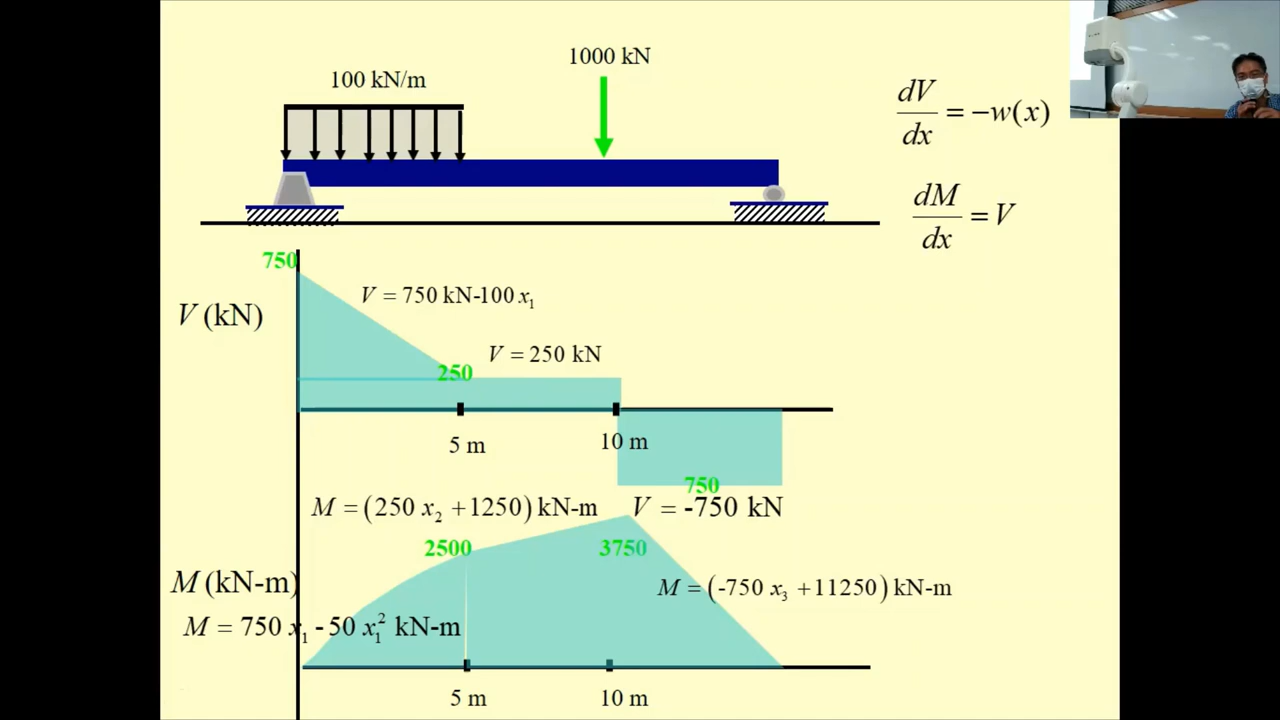 1000 kN
100 kN/m
dV/dx = -w(x)
dM/dx = V
750
V = 750 kN-100 x₁
V (kN)
V = 250 kN
250
5 m
10 m
750
M = (250 x₂ +1250) kN-m
V = -750 kN
2500
3750
M (kN-m)
M = (-750 x₃ +11250) kN-m
M = 750 x₁ - 50 x₁² kN-m
5 m
10 m